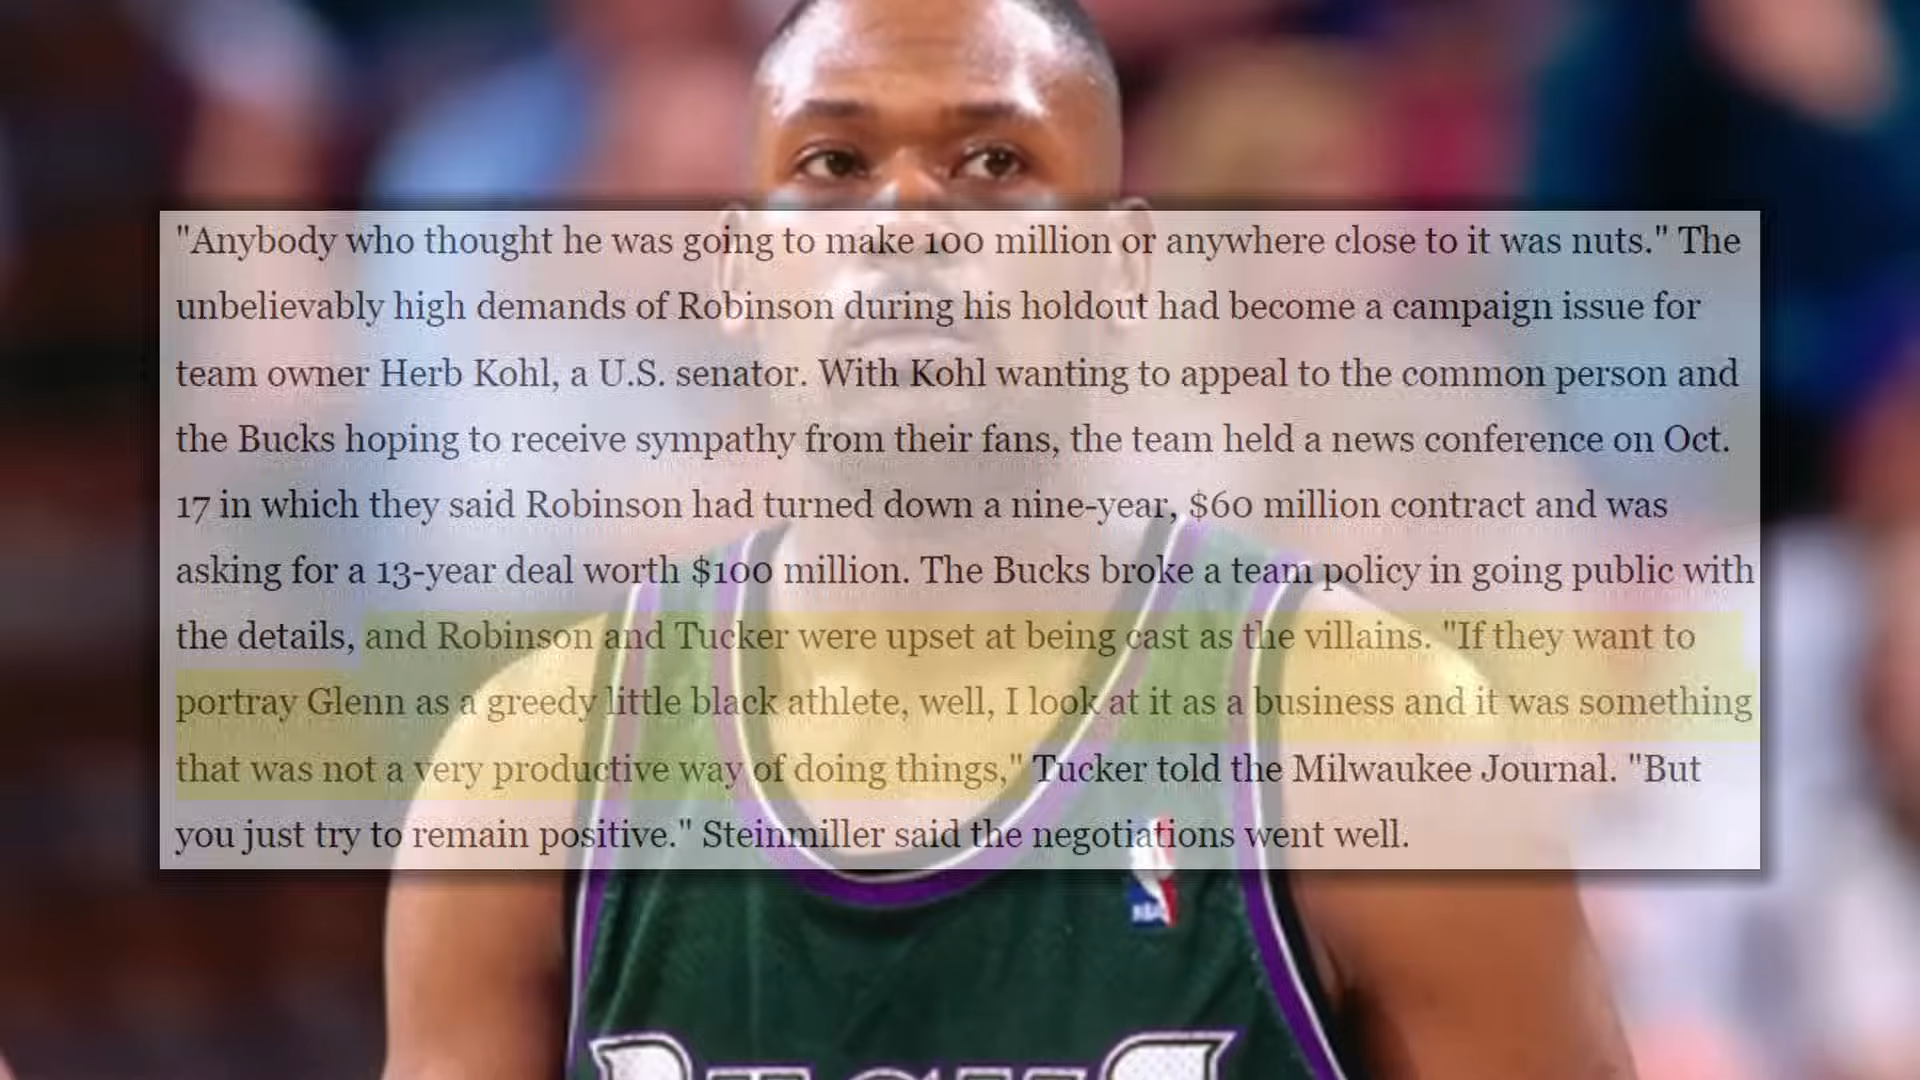 "Anybody who thought he was going to make 100 million or anywhere close to it was nuts." The
unbelievably high demands of Robinson during his holdout had become a campaign issue for
team owner Herb Kohl, a U.S. senator. With Kohl wanting to appeal to the common person and
the Bucks hoping to receive sympathy from their fans, the team held a news conference on Oct.
17 in which they said Robinson had turned down a nine-year, $60 million contract and was
asking for a 13-year deal worth $100 million. The Bucks broke a team policy in going public with
the details, and Robinson and Tucker were upset at being cast as the villains. "If they want to
portray Glenn as a greedy little black athlete, well, I look at it as a business and it was something
that was not a very productive way of doing things," Tucker told the Milwaukee Journal. "But
you just try to remain positive." Steinmiller said the negotiations went well.
NBA
BUCKS